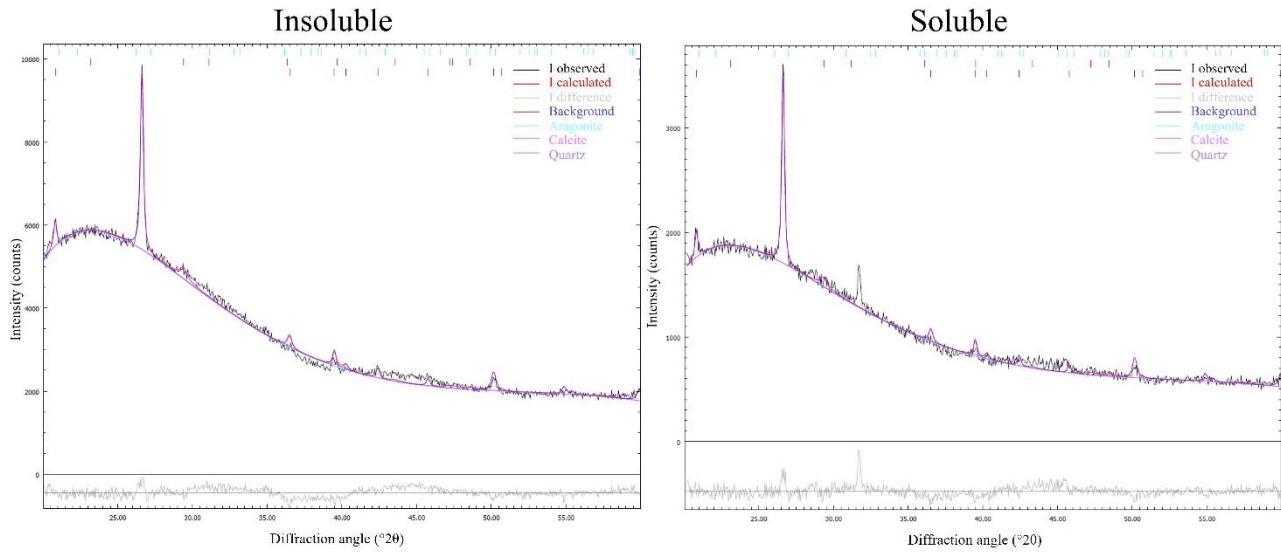 Insoluble
10000
8000
6000
4000
2000
0
Intensity (counts)
I observed
I calculated
I difference
Background
Aragonite
Calcite
Quartz
25.00 30.00 35.00 40.00 45.00 50.00 55.00
Diffraction angle (°2θ)
Soluble
3000
2000
1000
0
Intensity (counts)
I observed
I calculated
I difference
Background
Aragonite
Calcite
Quartz
25.00 30.00 35.00 40.00 45.00 50.00 55.00
Diffraction angle (°2θ)